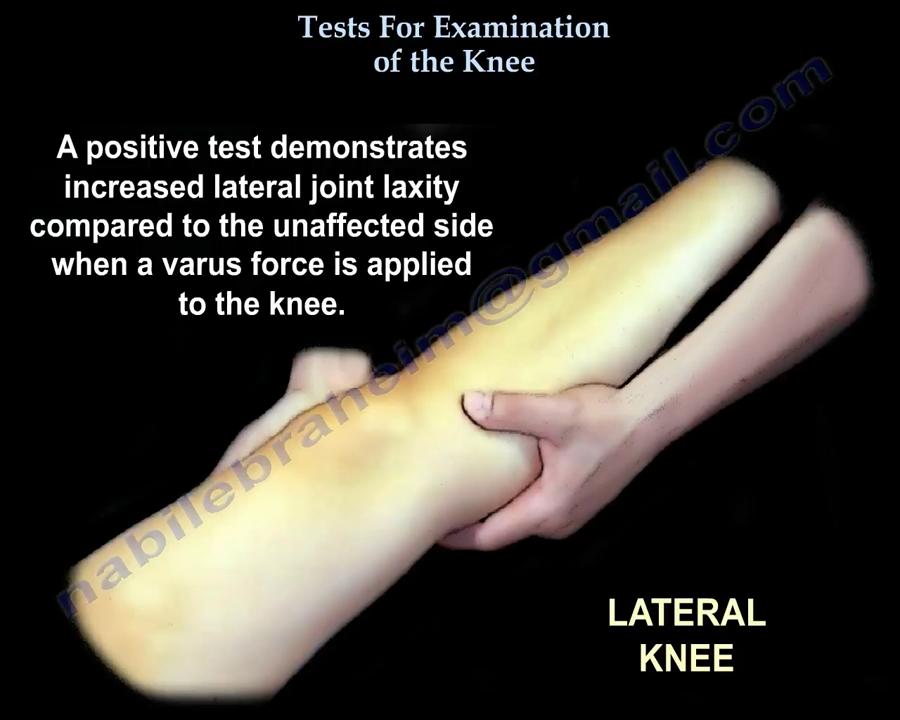 Tests For Examination
of the Knee
A positive test demonstrates
increased lateral joint laxity
compared to the unaffected side
when a varus force is applied
to the knee.
nabilebraheim@gmail.com
LATERAL
KNEE